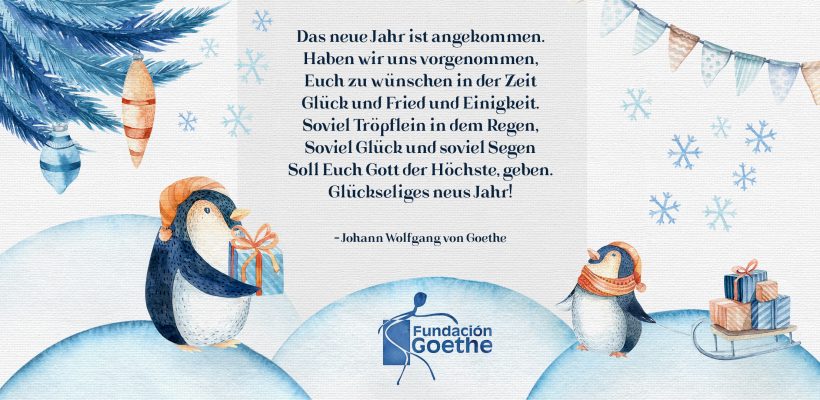 Das neue Jahr ist angekommen.
Haben wir uns vorgenommen,
Euch zu wünschen in der Zeit
Glück und Fried und Einigkeit.
Soviel Tröpflein in dem Regen,
Soviel Glück und soviel Segen
Soll Euch Gott der Höchste, geben.
Glückseliges neus Jahr!
-Johann Wolfgang von Goethe
Fundación
Goethe